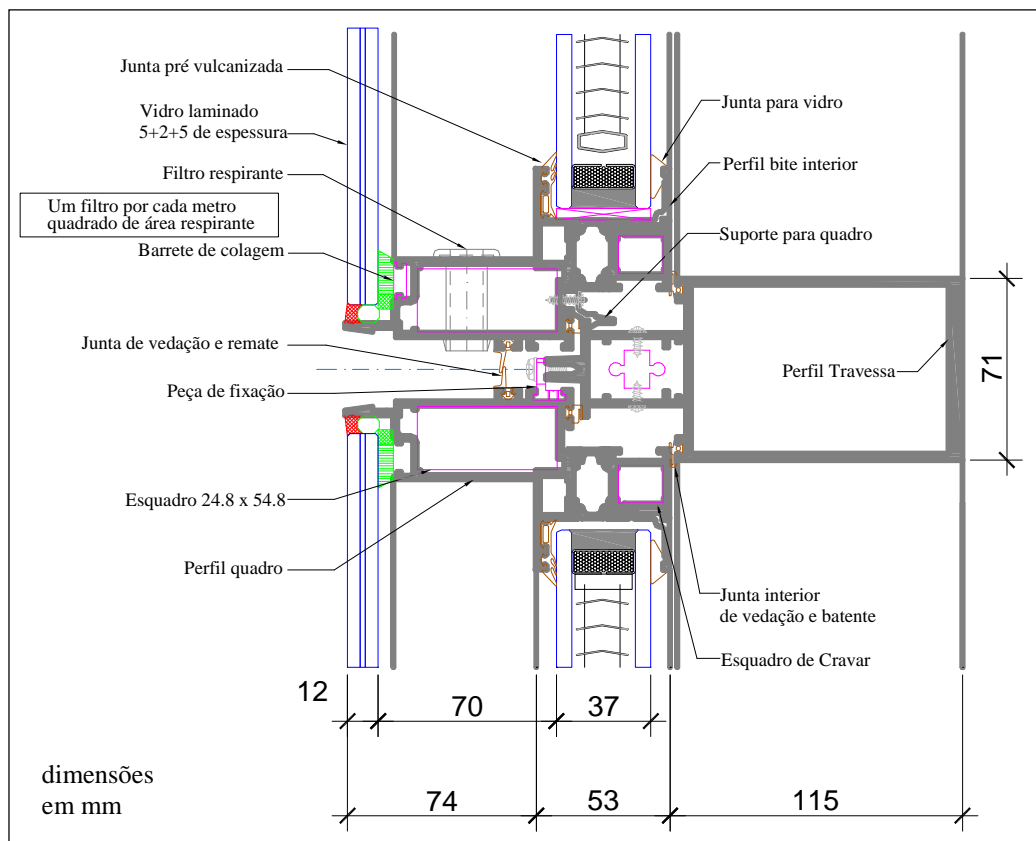 Junta pré vulcanizada
Vidro laminado
5+2+5 de espessura
Filtro respirante
Um filtro por cada metro
quadrado de área respirante
Barrete de colagem
Junta de vedação e remate
Peça de fixação
Esquadro 24.8 x 54.8
Perfil quadro
Junta para vidro
Perfil bite interior
Suporte para quadro
Perfil Travessa
71
Junta interior
de vedação e batente
Esquadro de Cravar
12
70
37
74
53
115
dimensões
em mm